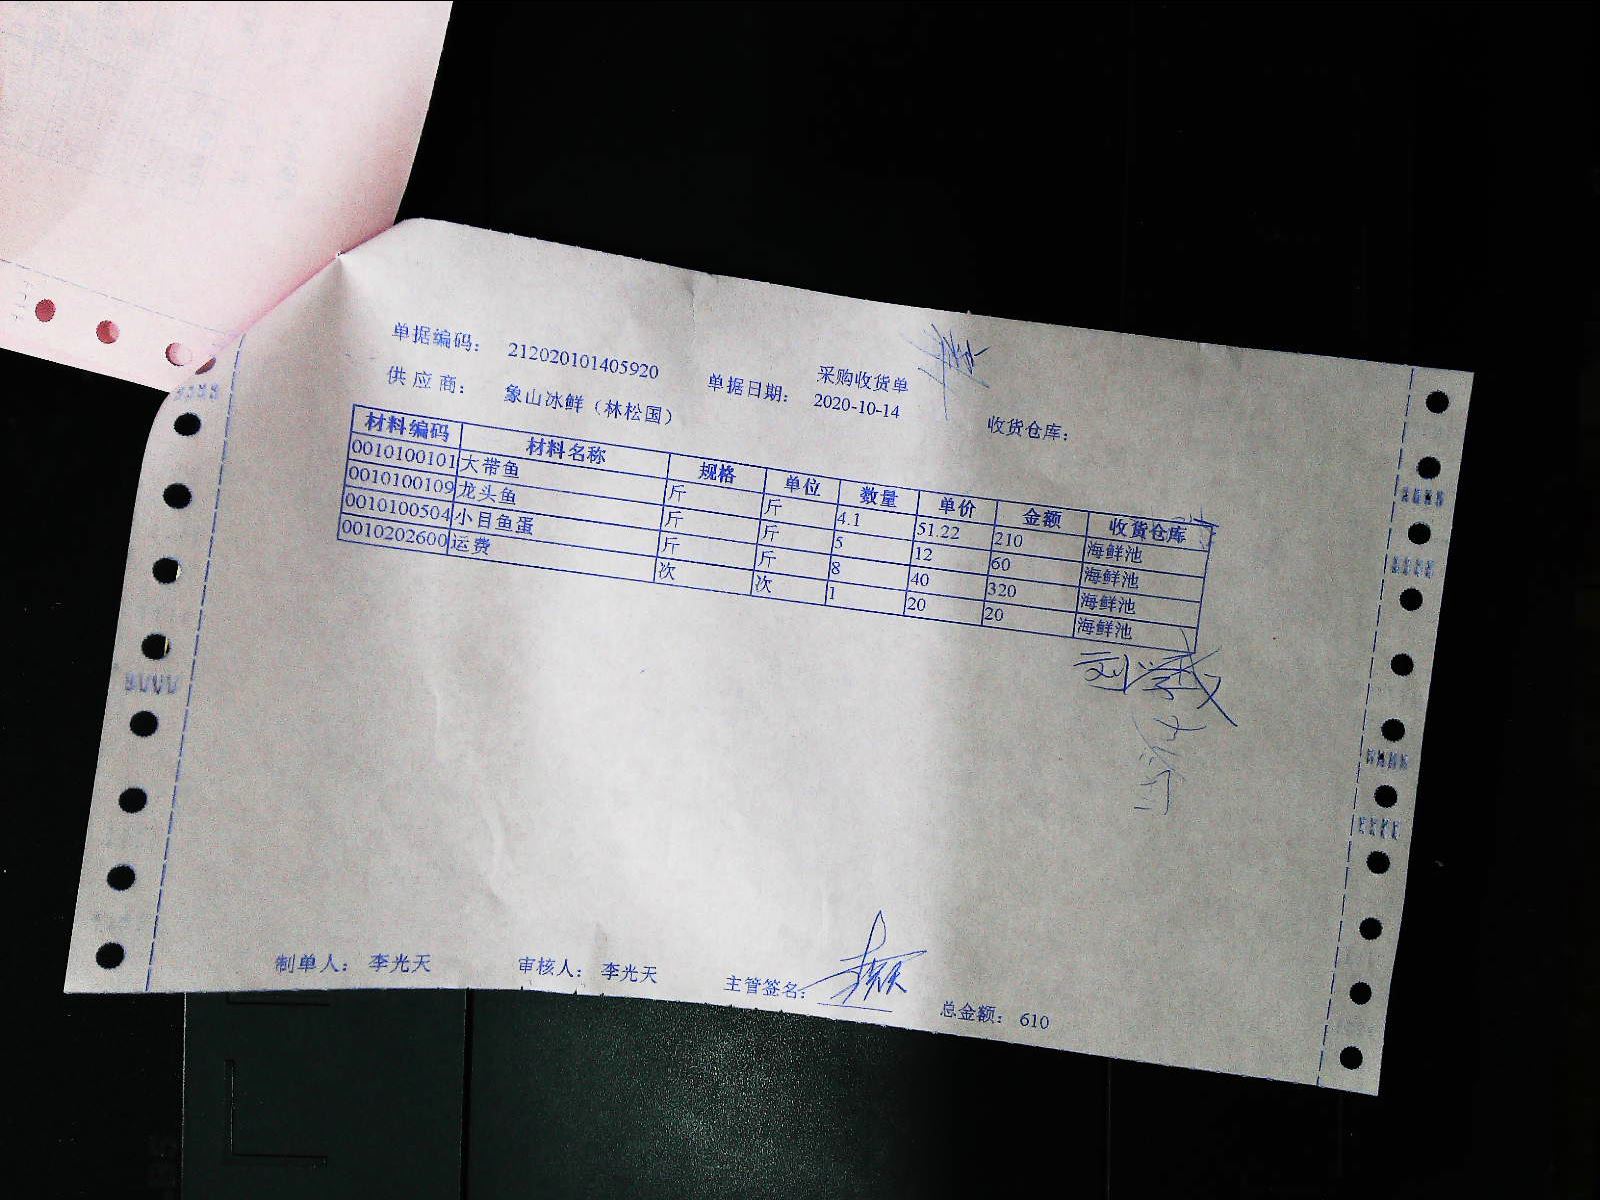 采购收货单
单据编码: 212020101405920 单据日期: 2020-10-14 收货仓库:
供应商: 象山冰鲜（林松国）
材料编码 材料名称 规格 单位 数量 单价 金额 收货仓库
0010100101 大带鱼 斤 斤 4.1 51.22 210 海鲜池
0010100109 龙头鱼 斤 斤 5 12 60 海鲜池
0010100504 小目鱼蛋 斤 斤 8 40 320 海鲜池
0010202600 运费 次 次 1 20 20 海鲜池
制单人: 李光天 审核人: 李光天 主管签名: 总金额: 610